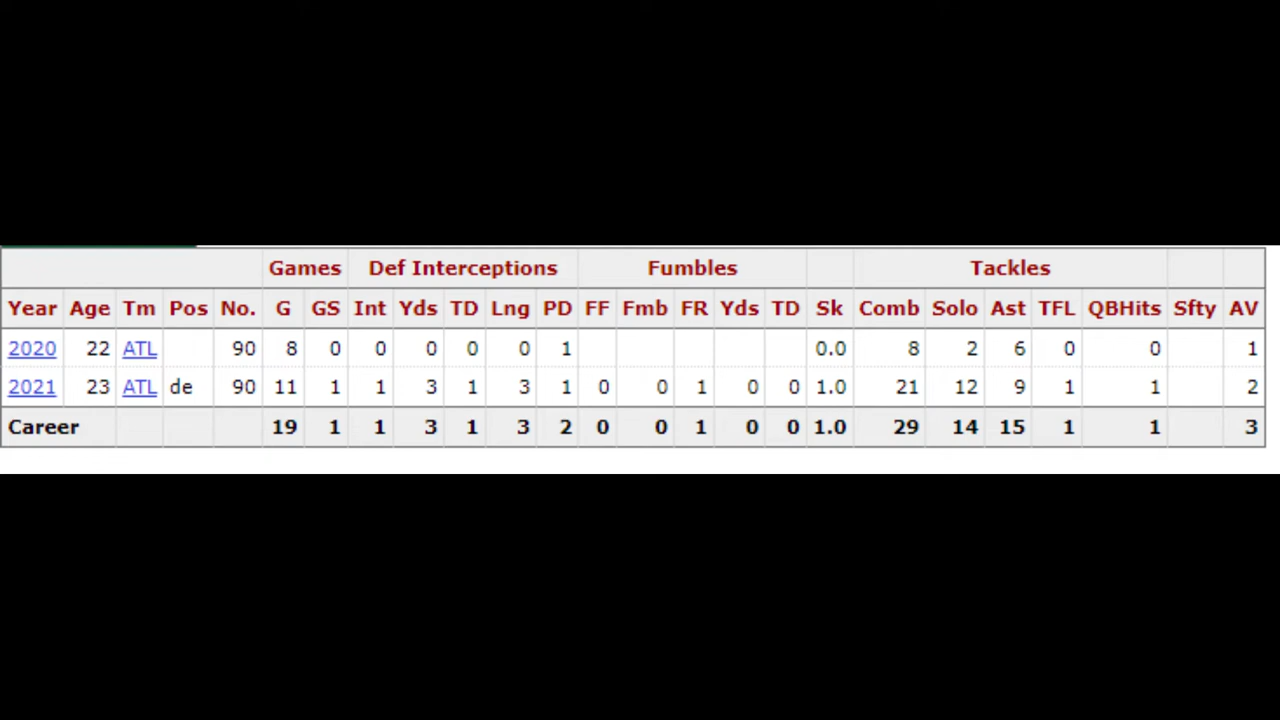 Games Def Interceptions Fumbles Tackles
Year Age Tm Pos No. G GS Int Yds TD Lng PD FF Fmb FR Yds TD Sk Comb Solo Ast TFL QBHits Sfty AV
2020 22 ATL 90 8 0 0 0 0 0 1 0.0 8 2 6 0 0 1
2021 23 ATL de 90 11 1 1 3 1 3 1 0 0 1 0 0 1.0 21 12 9 1 1 2
Career 19 1 1 3 1 3 2 0 0 1 0 0 1.0 29 14 15 1 1 3